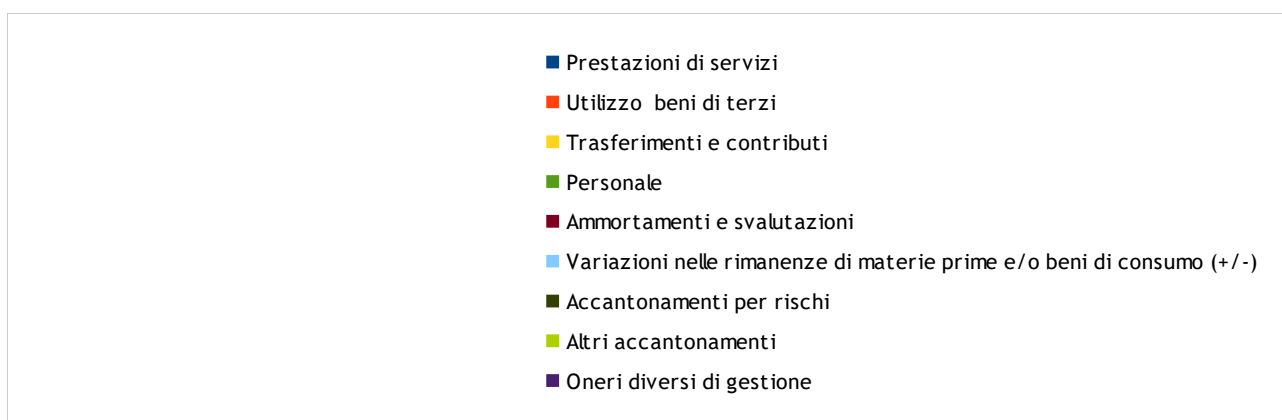 Prestazioni di servizi
Utilizzo beni di terzi
Trasferimenti e contributi
Personale
Ammortamenti e svalutazioni
Variazioni nelle rimanenze di materie prime e/o beni di consumo (+/-)
Accantonamenti per rischi
Altri accantonamenti
Oneri diversi di gestione